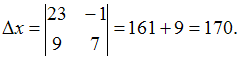 Δx = |23 −1; 9 7| = 161 + 9 = 170.